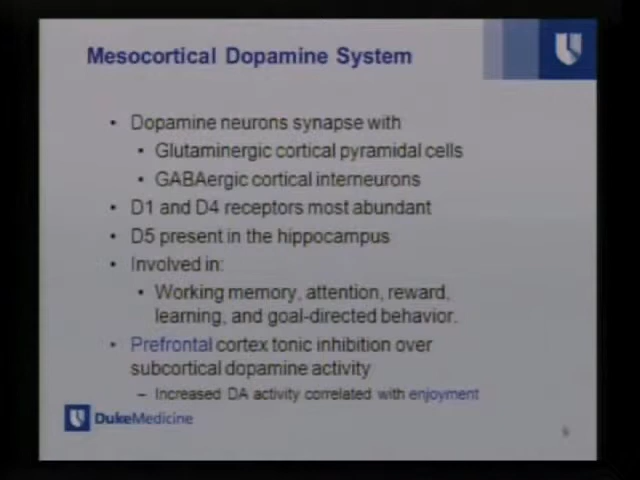 Mesocortical Dopamine System
• Dopamine neurons synapse with
• Glutaminergic cortical pyramidal cells
• GABAergic cortical interneurons
• D1 and D4 receptors most abundant
• D5 present in the hippocampus
• Involved in:
• Working memory, attention, reward,
learning, and goal-directed behavior.
• Prefrontal cortex tonic inhibition over
subcortical dopamine activity
– Increased DA activity correlated with enjoyment
DukeMedicine